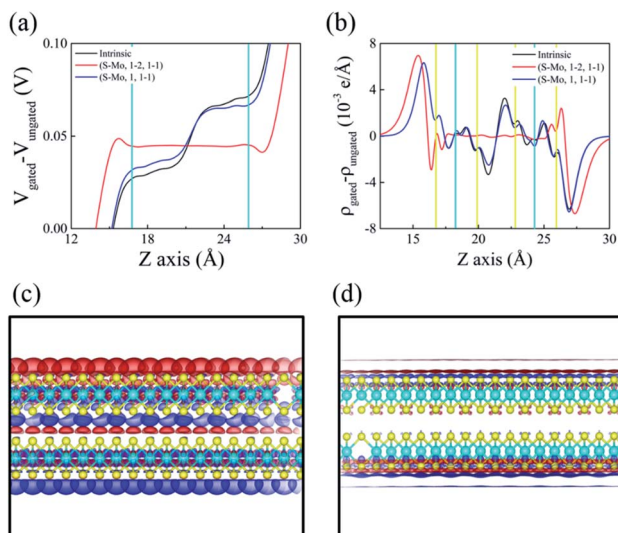 (a)
Intrinsic
(S-Mo, 1-2, 1-1)
(S-Mo, 1, 1-1)
V_gated-V_ungated (V)
0.10
0.05
0.00
12 18 24 30
Z axis (Å)
(b)
Intrinsic
(S-Mo, 1-2, 1-1)
(S-Mo, 1, 1-1)
ρ_gated-ρ_ungated (10⁻³ e/Å)
8
4
0
-4
-8
15 20 25 30
Z axis (Å)
(c)
(d)